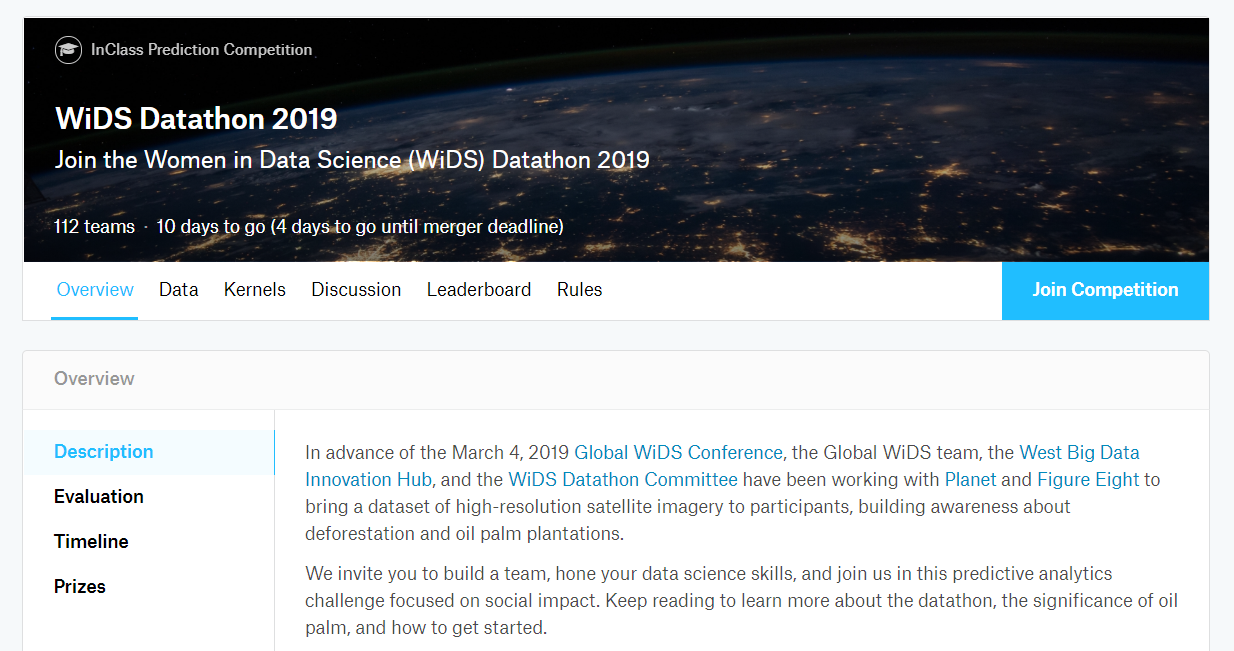 InClass Prediction Competition
WiDS Datathon 2019
Join the Women in Data Science (WiDS) Datathon 2019
112 teams · 10 days to go (4 days to go until merger deadline)
Overview Data Kernels Discussion Leaderboard Rules Join Competition
Overview
Description
Evaluation
Timeline
Prizes
In advance of the March 4, 2019 Global WiDS Conference, the Global WiDS team, the West Big Data
Innovation Hub, and the WiDS Datathon Committee have been working with Planet and Figure Eight to
bring a dataset of high-resolution satellite imagery to participants, building awareness about
deforestation and oil palm plantations.
We invite you to build a team, hone your data science skills, and join us in this predictive analytics
challenge focused on social impact. Keep reading to learn more about the datathon, the significance of oil
palm, and how to get started.